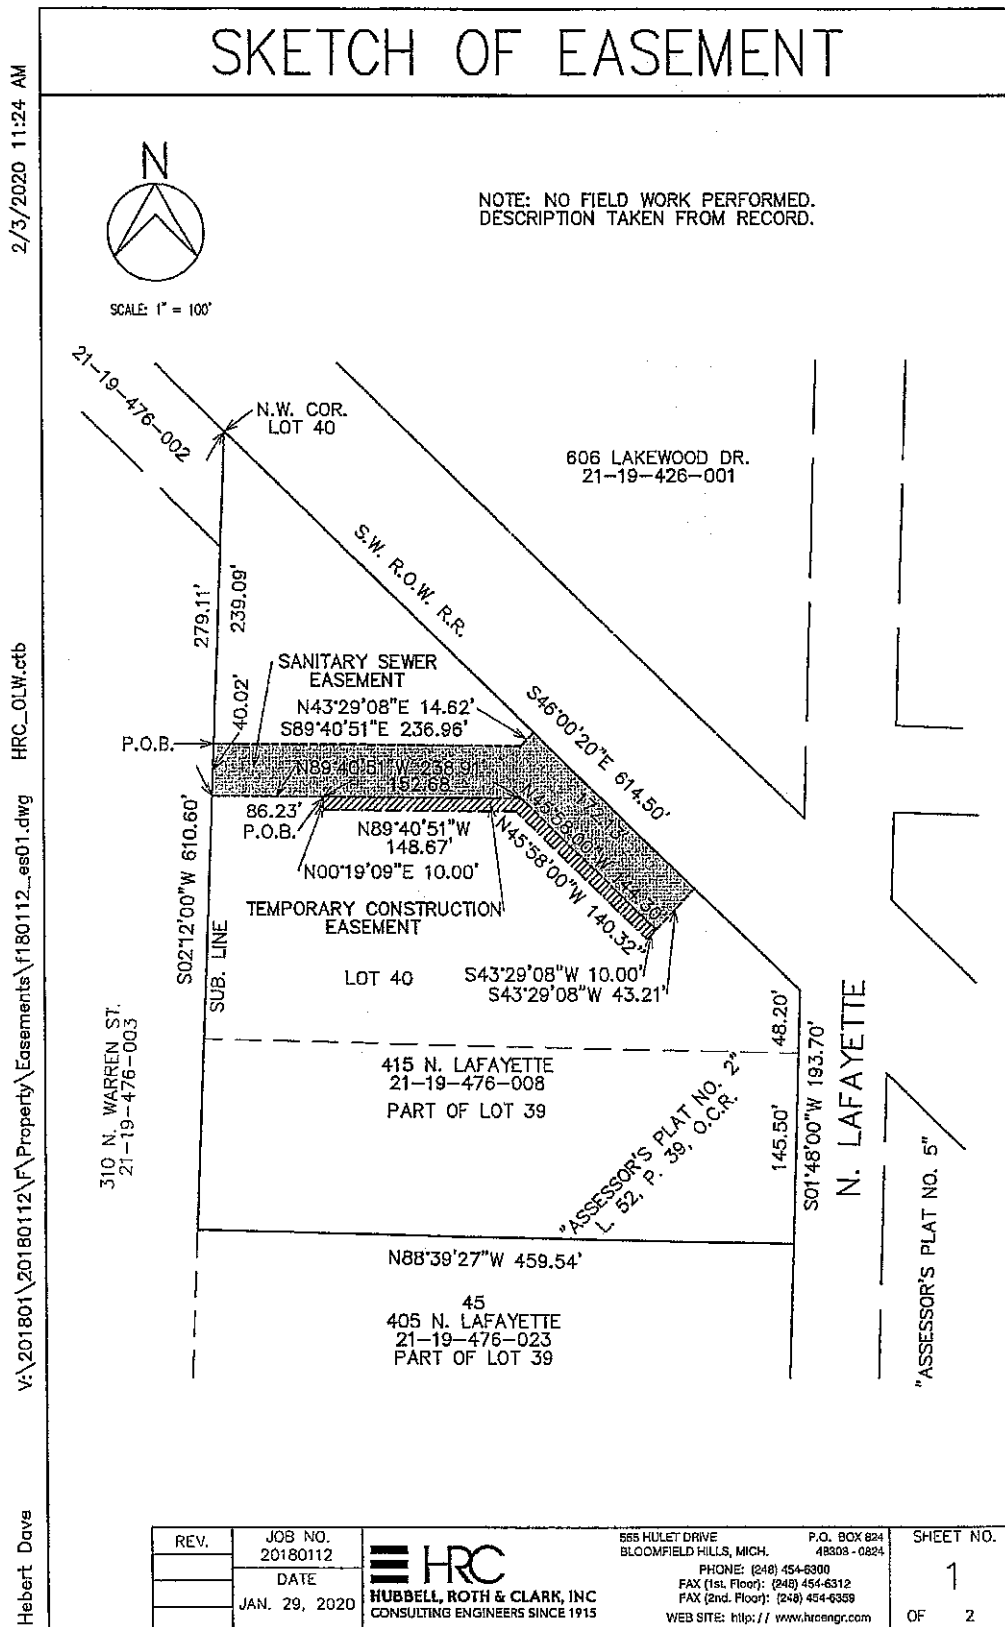 SKETCH OF EASEMENT
2/3/2020 11:24 AM
HRC_OLW.ctb
V:\201801\20180112\F\Property\Easements\f180112_es01.dwg
Hebert Dave
N
SCALE: 1" = 100'
NOTE: NO FIELD WORK PERFORMED.
DESCRIPTION TAKEN FROM RECORD.
21-19-476-002
N.W. COR.
LOT 40
606 LAKEWOOD DR.
21-19-426-001
S.W. R.O.W. R.R.
279.11'
239.09'
SANITARY SEWER
EASEMENT
N43°29'08"E 14.62'
S89°40'51"E 236.96'
S46°00'20"E 614.50'
40.02'
P.O.B.
N89°40'51"W 238.91'
152.68'
86.23'
P.O.B.
N89°40'51"W
148.67'
N00°19'09"E 10.00'
N45°58'00"W 144.30'
N45°58'00"W 140.32'
TEMPORARY CONSTRUCTION
EASEMENT
S02°12'00"W 610.60'
SUB. LINE
LOT 40
S43°29'08"W 10.00'
S43°29'08"W 43.21'
48.20'
S01°48'00"W 193.70'
145.50'
N. LAFAYETTE
310 N. WARREN ST.
21-19-476-003
415 N. LAFAYETTE
21-19-476-008
PART OF LOT 39
"ASSESSOR'S PLAT NO. 2"
L. 52, P. 39, O.C.R.
"ASSESSOR'S PLAT NO. 5"
N88°39'27"W 459.54'
45
405 N. LAFAYETTE
21-19-476-023
PART OF LOT 39
REV.
JOB NO.
20180112
DATE
JAN. 29, 2020
HRC
HUBBELL, ROTH & CLARK, INC
CONSULTING ENGINEERS SINCE 1915
555 HULET DRIVE P.O. BOX 824
BLOOMFIELD HILLS, MICH. 48303 - 0824
PHONE: (248) 454-6300
FAX (1st. Floor): (248) 454-6312
FAX (2nd. Floor): (248) 454-6359
WEB SITE: http:// www.hrcengr.com
SHEET NO.
1
OF 2